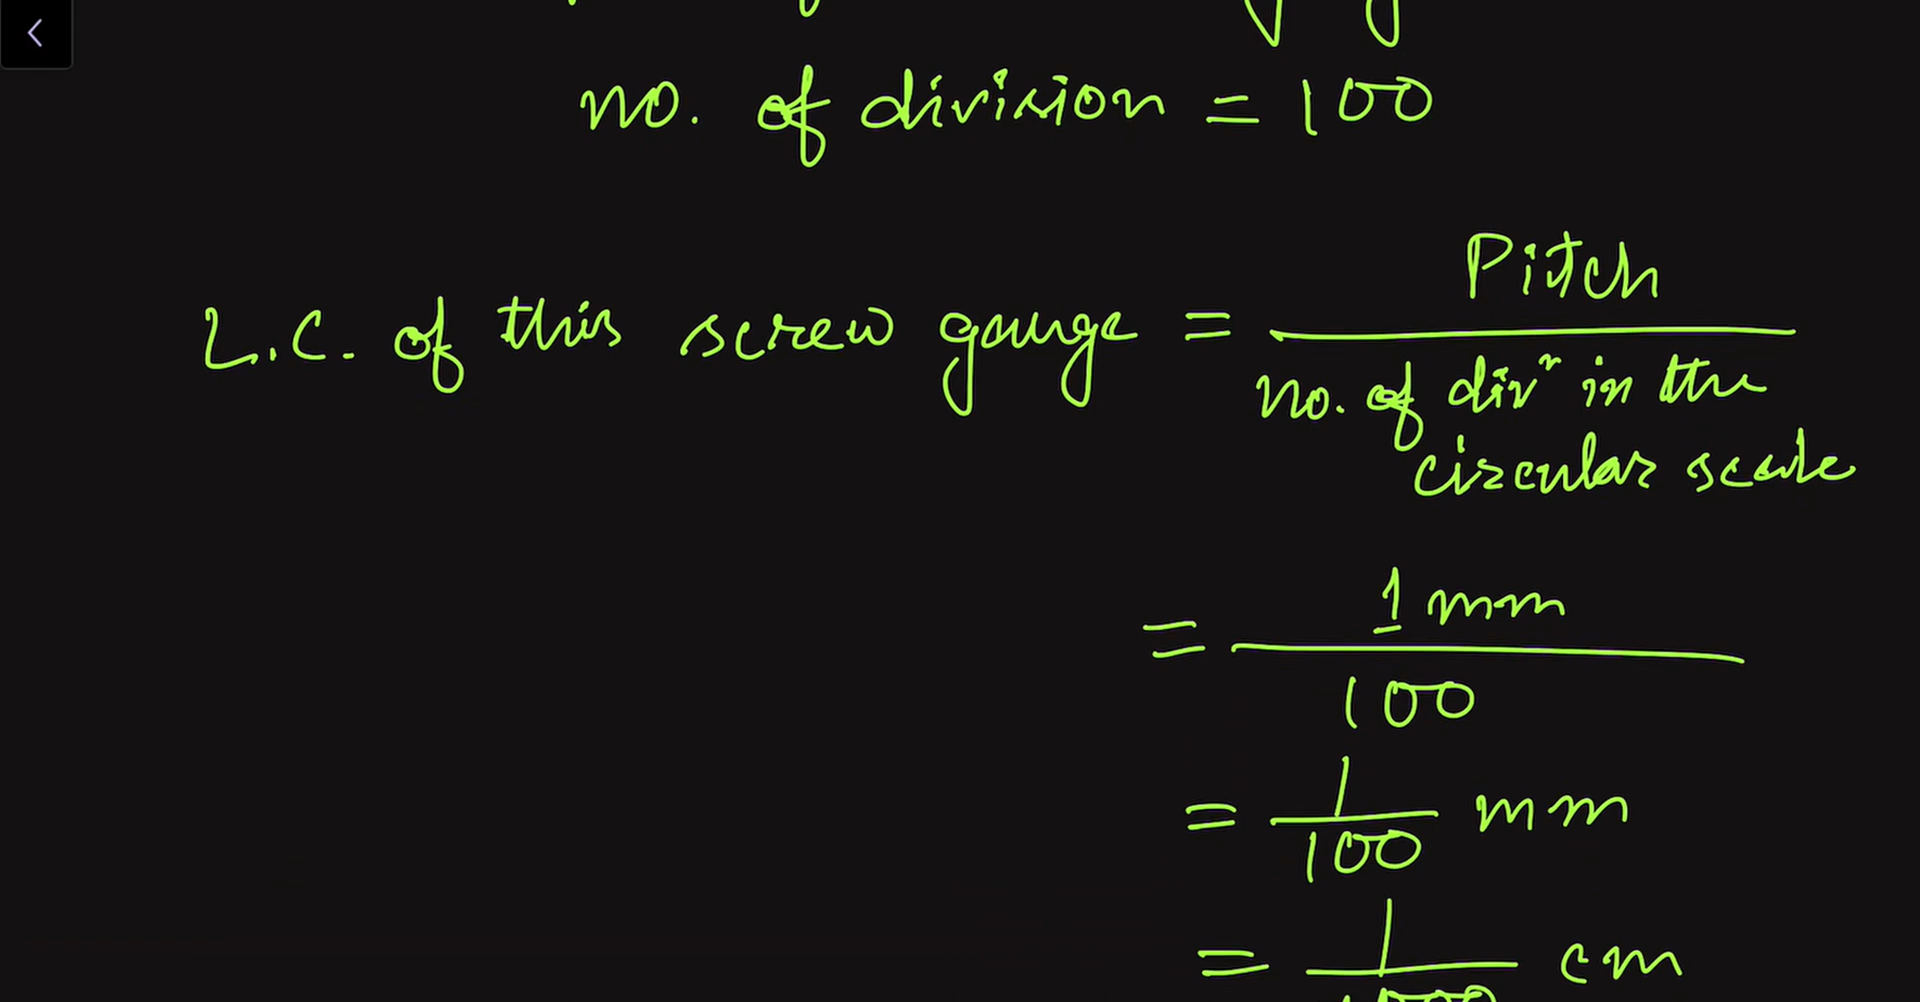 no. of division = 100
L.C. of this screw gauge = Pitch / no. of divⁿ in the circular scale
= 1 mm / 100
= 1/100 mm
= 1/1000 cm